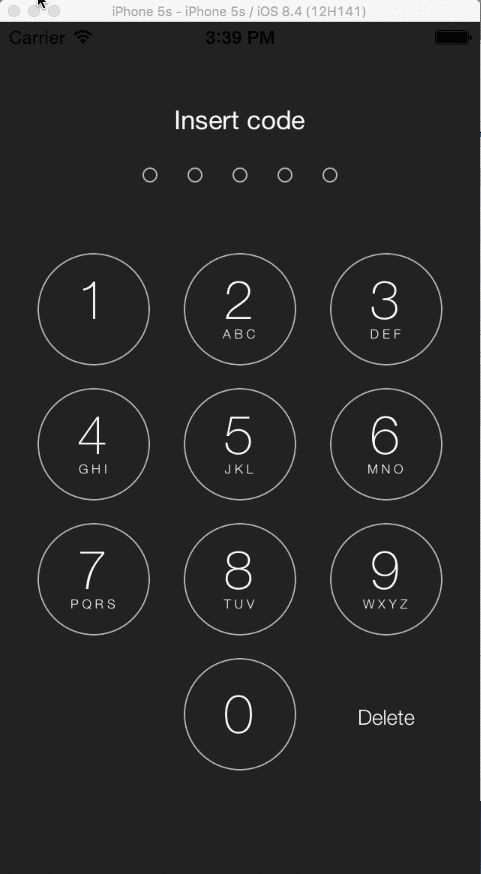 iPhone 5s - iPhone 5s / iOS 8.4 (12H141)
Carrier 3:39 PM
Insert code
1 2 3
ABC DEF
4 5 6
GHI JKL MNO
7 8 9
PQRS TUV WXYZ
0 Delete